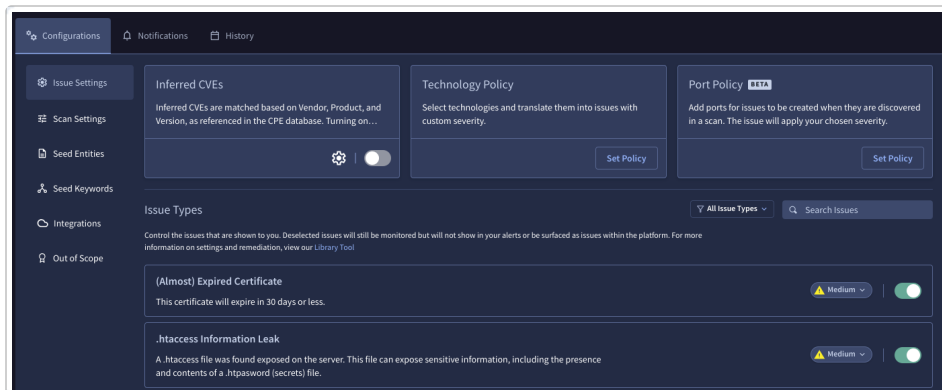 Configurations
Notifications
History
Issue Settings
Scan Settings
Seed Entities
Seed Keywords
Integrations
Out of Scope
Inferred CVEs
Inferred CVEs are matched based on Vendor, Product, and
Version, as referenced in the CPE database. Turning on…
Technology Policy
Select technologies and translate them into issues with
custom severity.
Set Policy
Port Policy BETA
Add ports for issues to be created when they are discovered
in a scan. The issue will apply your chosen severity.
Set Policy
Issue Types
All Issue Types
Search Issues
Control the issues that are shown to you. Deselected issues will still be monitored but will not show in your alerts or be surfaced as issues within the platform. For more
information on settings and remediation, view our Library Tool
(Almost) Expired Certificate
This certificate will expire in 30 days or less.
Medium
.htaccess Information Leak
A .htaccess file was found exposed on the server. This file can expose sensitive information, including the presence
and contents of a .htpasword (secrets) file.
Medium